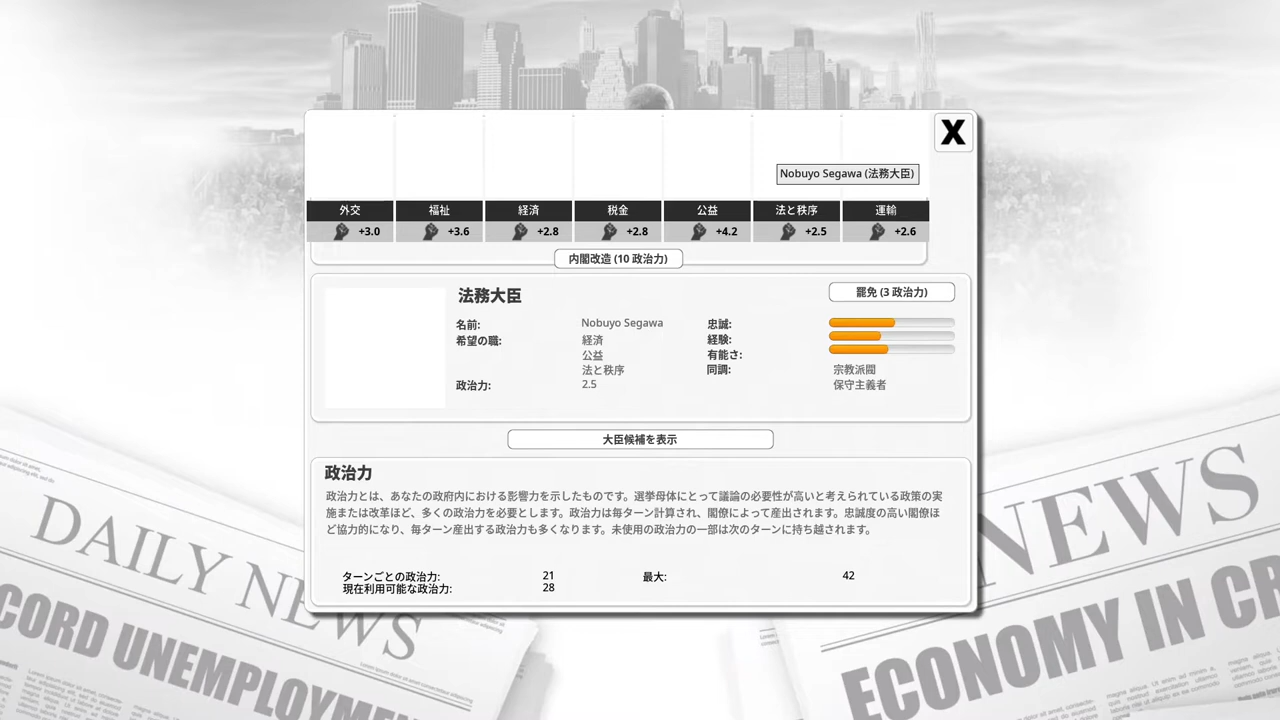 X
Nobuyo Segawa (法務大臣)
外交 福祉 経済 税金 公益 法と秩序 運輸
+3.0 +3.6 +2.8 +2.8 +4.2 +2.5 +2.6
内閣改造 (10 政治力)
法務大臣
罷免 (3 政治力)
名前: Nobuyo Segawa 忠誠:
希望の職: 経済 経験:
公益 有能さ:
法と秩序 同調: 宗教派閥
政治力: 2.5 保守主義者
大臣候補を表示
政治力
政治力とは、あなたの政府内における影響力を示したものです。選挙母体にとって議論の必要性が高いと考えられている政策の実
施または改革ほど、多くの政治力を必要とします。政治力は毎ターン計算され、閣僚によって産出されます。忠誠度の高い閣僚ほ
ど協力的になり、毎ターン産出する政治力も多くなります。未使用の政治力の一部は次のターンに持ち越されます。
ターンごとの政治力: 21 最大: 42
現在利用可能な政治力: 28
DAILY NEWS
CORD UNEMPLOYME
NEWS
ECONOMY IN CR